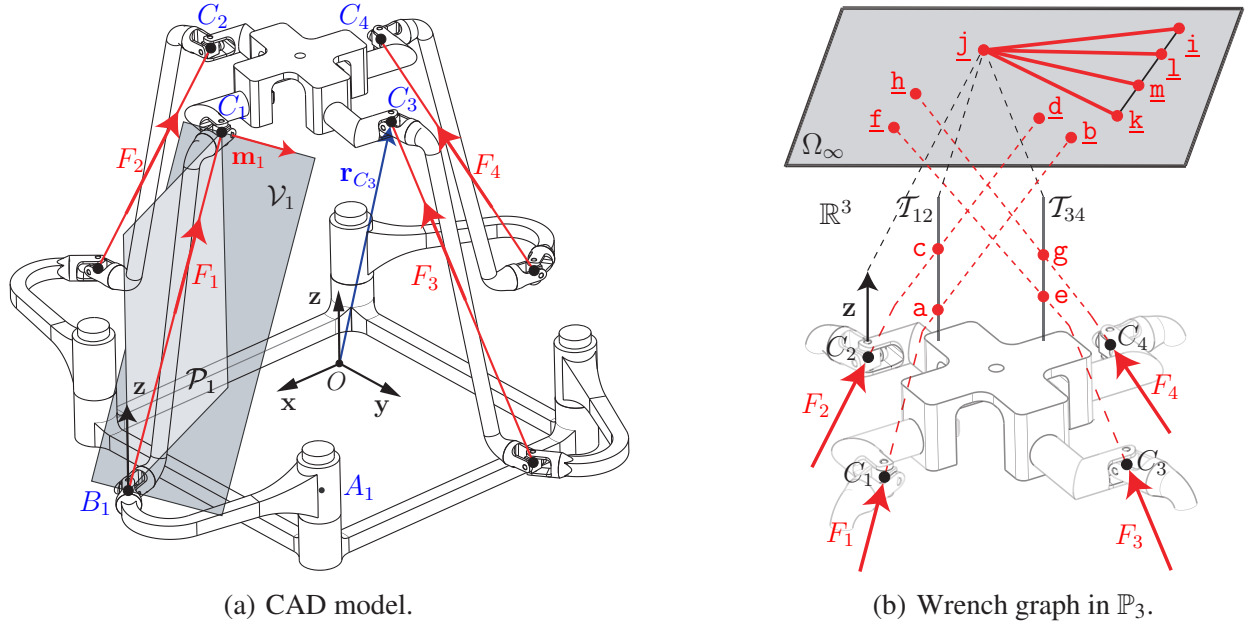 C₂
C₄
C₁
C₃
m₁
F₂
r_C₃
F₄
𝒱₁
F₁
F₃
z
𝒫₁
z
O
x
y
B₁
A₁
(a) CAD model.
j
i
l
h
m
d
k
f
b
Ω∞
ℝ³
𝒯₁₂
𝒯₃₄
c
g
z
a
e
C₂
C₄
F₂
F₄
C₁
C₃
F₁
F₃
(b) Wrench graph in ℙ₃.